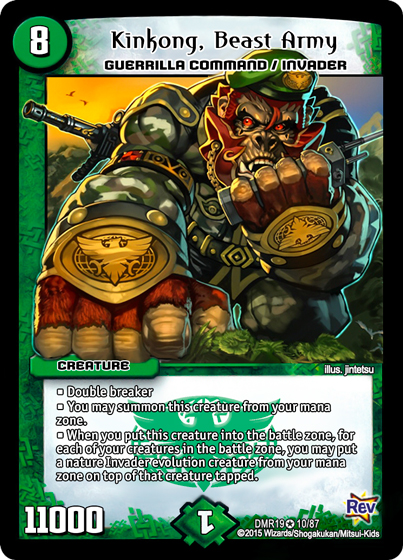 8
Kinkong, Beast Army
GUERRILLA COMMAND / INVADER
CREATURE
illus. jintetsu
▪ Double breaker
▪ You may summon this creature from your mana
zone.
▪ When you put this creature into the battle zone, for
each of your creatures in the battle zone, you may put
a nature Invader evolution creature from your mana
zone on top of that creature tapped.
11000
1
Rev
DMR19 ✪ 10/87
©2015 Wizards/Shogakukan/Mitsui-Kids